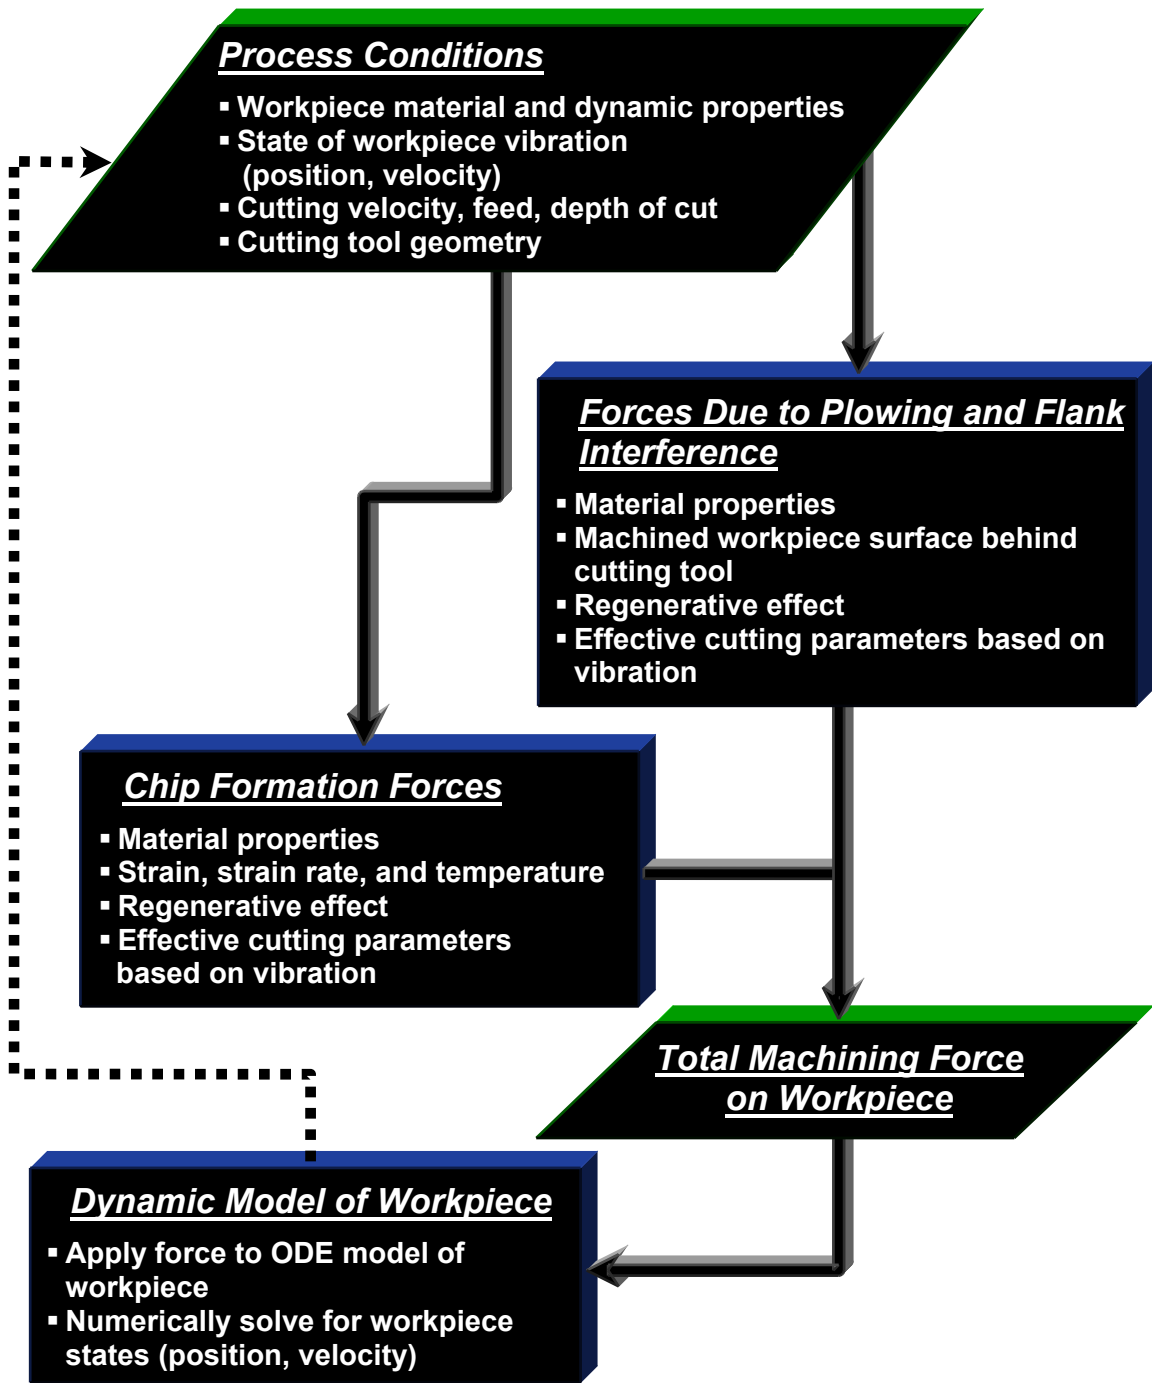 Process Conditions
▪ Workpiece material and dynamic properties
▪ State of workpiece vibration
(position, velocity)
▪ Cutting velocity, feed, depth of cut
▪ Cutting tool geometry
Forces Due to Plowing and Flank
Interference
▪ Material properties
▪ Machined workpiece surface behind
cutting tool
▪ Regenerative effect
▪ Effective cutting parameters based on
vibration
Chip Formation Forces
▪ Material properties
▪ Strain, strain rate, and temperature
▪ Regenerative effect
▪ Effective cutting parameters
based on vibration
Total Machining Force
on Workpiece
Dynamic Model of Workpiece
▪ Apply force to ODE model of
workpiece
▪ Numerically solve for workpiece
states (position, velocity)